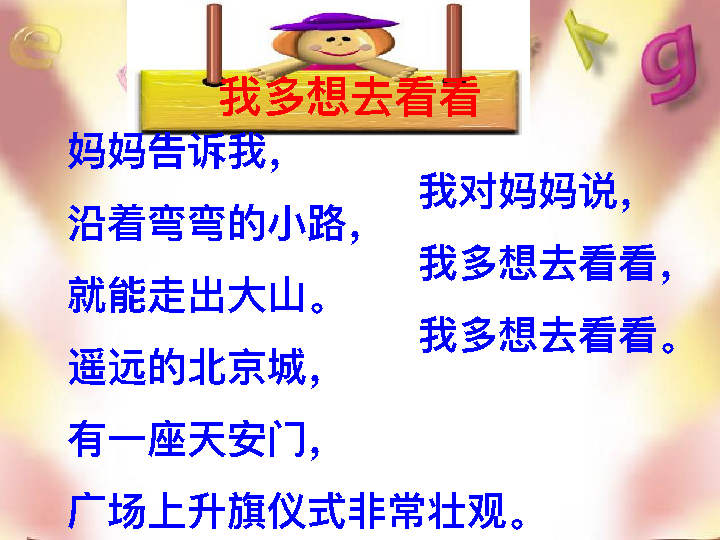 我多想去看看
妈妈告诉我，
沿着弯弯的小路，
就能走出大山。
遥远的北京城，
有一座天安门，
广场上升旗仪式非常壮观。
我对妈妈说，
我多想去看看，
我多想去看看。
e
g